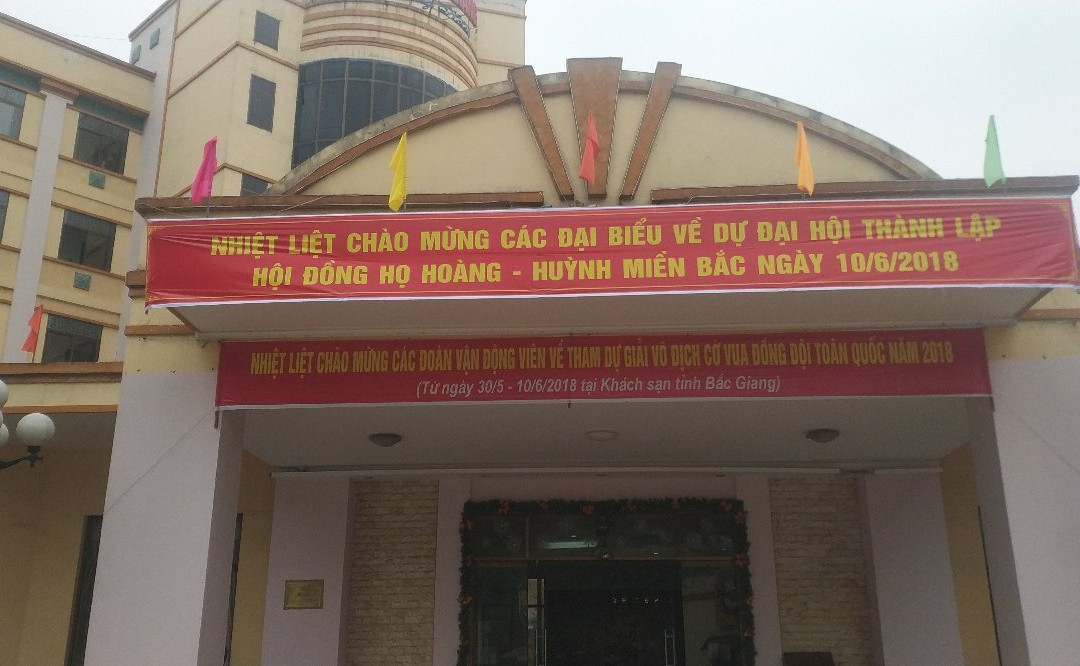 NHIỆT LIỆT CHÀO MỪNG CÁC ĐẠI BIỂU VỀ DỰ ĐẠI HỘI THÀNH LẬP
HỘI ĐỒNG HỌ HOÀNG - HUỲNH MIỀN BẮC NGÀY 10/6/2018
NHIỆT LIỆT CHÀO MỪNG CÁC ĐOÀN VẬN ĐỘNG VIÊN VỀ THAM DỰ GIẢI VÔ ĐỊCH CỜ VUA ĐỒNG ĐỘI TOÀN QUỐC NĂM 2018
(Từ ngày 30/5 - 10/6/2018 tại Khách sạn tỉnh Bắc Giang)